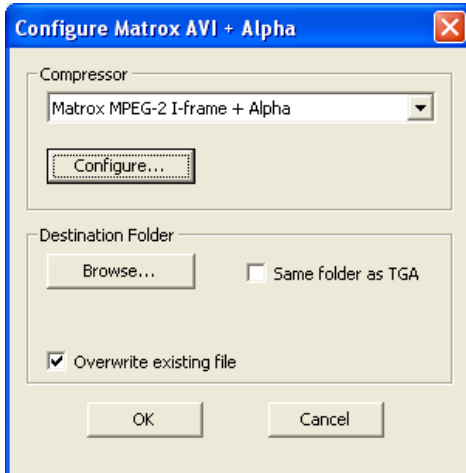 Configure Matrox AVI + Alpha
Compressor
Matrox MPEG-2 I-frame + Alpha
Configure...
Destination Folder
Browse...
Same folder as TGA
Overwrite existing file
OK
Cancel